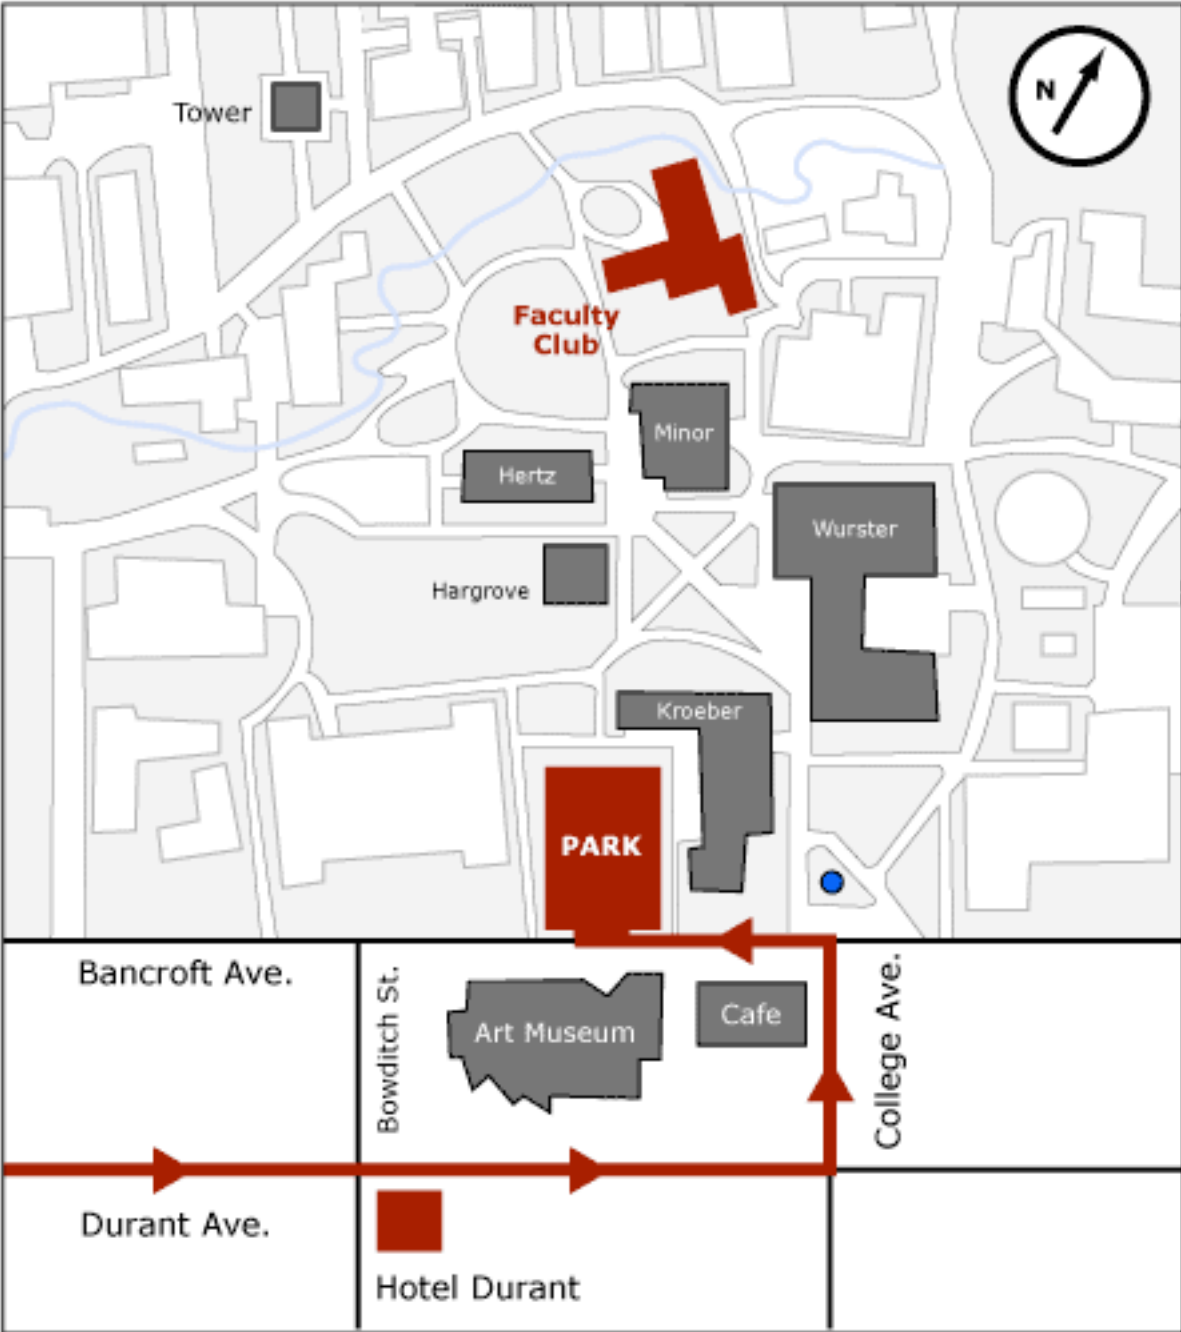 N
Tower
Faculty
Club
Minor
Hertz
Wurster
Hargrove
Kroeber
PARK
Bancroft Ave.
Bowditch St.
Art Museum
Cafe
College Ave.
Durant Ave.
Hotel Durant